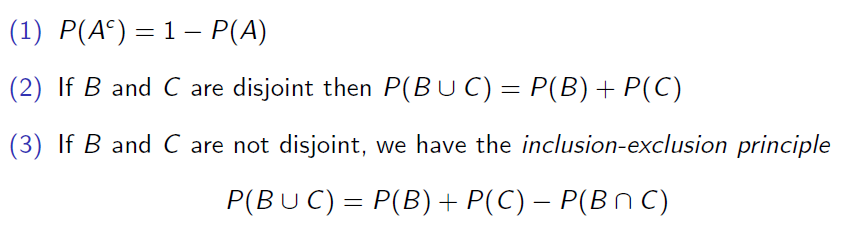 (1) P(Aᶜ) = 1 − P(A)
(2) If B and C are disjoint then P(B ∪ C) = P(B) + P(C)
(3) If B and C are not disjoint, we have the inclusion-exclusion principle
P(B ∪ C) = P(B) + P(C) − P(B ∩ C)